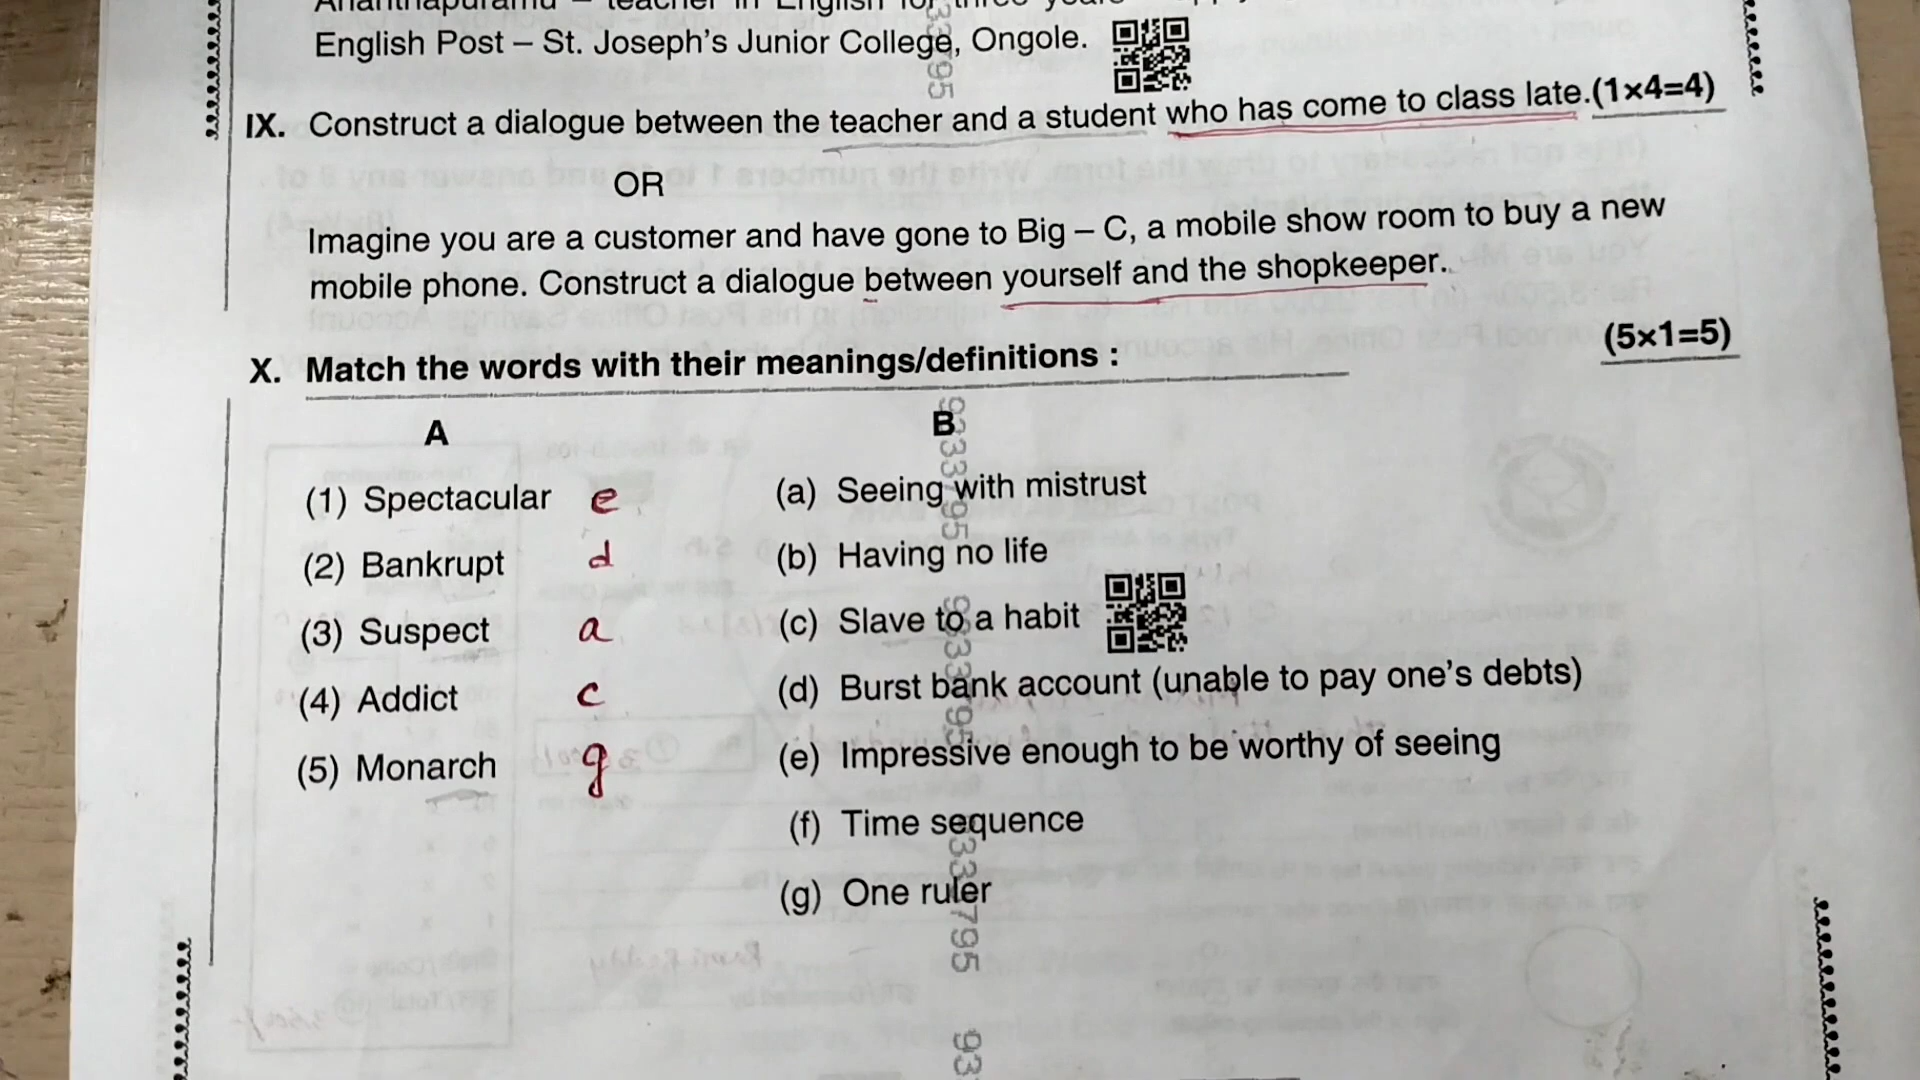 English Post – St. Joseph's Junior College, Ongole.
IX. Construct a dialogue between the teacher and a student who has come to class late.(1×4=4)
OR
Imagine you are a customer and have gone to Big – C, a mobile show room to buy a new
mobile phone. Construct a dialogue between yourself and the shopkeeper.
X. Match the words with their meanings/definitions : (5×1=5)
A B
(1) Spectacular e (a) Seeing with mistrust
(2) Bankrupt d (b) Having no life
(3) Suspect a (c) Slave to a habit
(4) Addict c (d) Burst bank account (unable to pay one's debts)
(5) Monarch g (e) Impressive enough to be worthy of seeing
(f) Time sequence
(g) One ruler